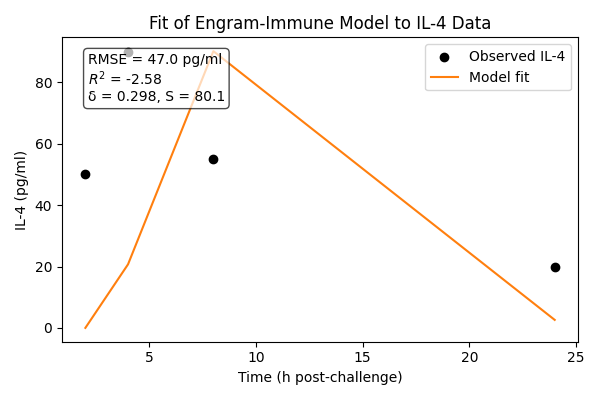 Fit of Engram-Immune Model to IL-4 Data
RMSE = 47.0 pg/ml
R² = -2.58
δ = 0.298, S = 80.1
Observed IL-4
Model fit
IL-4 (pg/ml)
80
60
40
20
0
5
10
15
20
25
Time (h post-challenge)